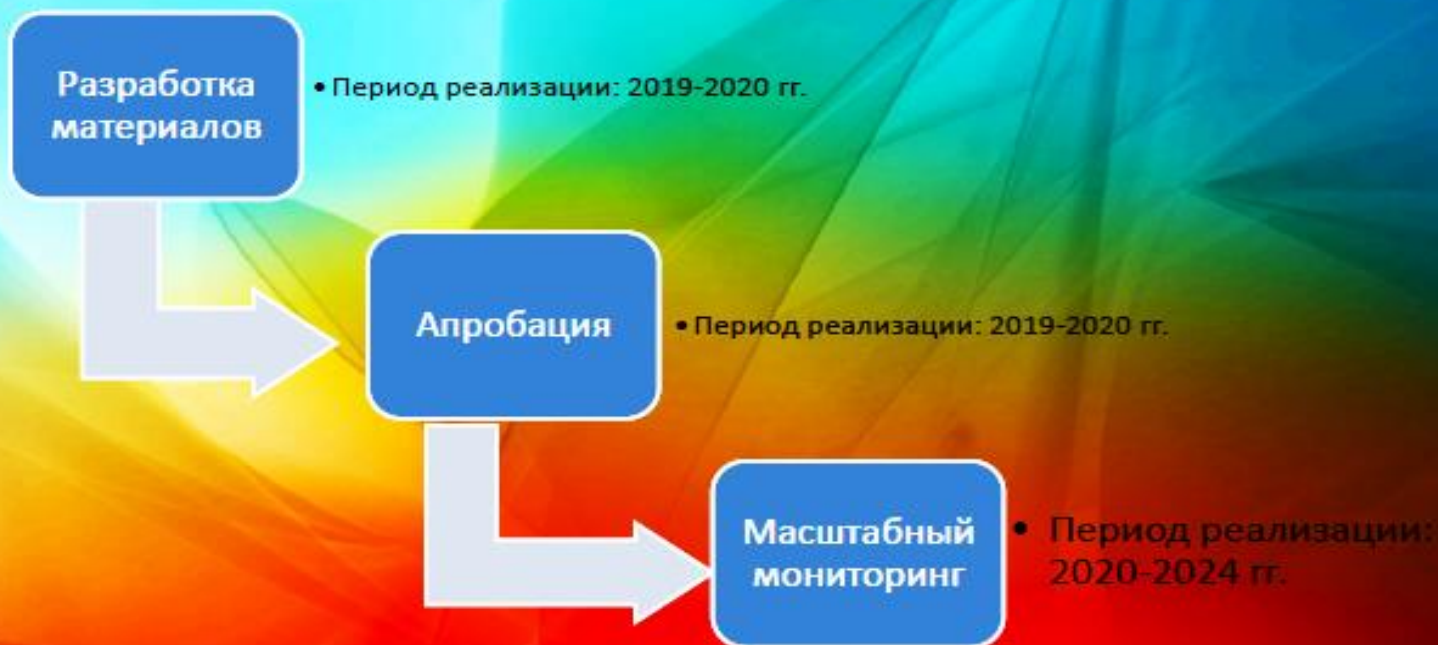 Разработка
материалов
• Период реализации: 2019-2020 гг.
Апробация
• Период реализации: 2019-2020 гг.
Масштабный
мониторинг
• Период реализации:
2020-2024 гг.